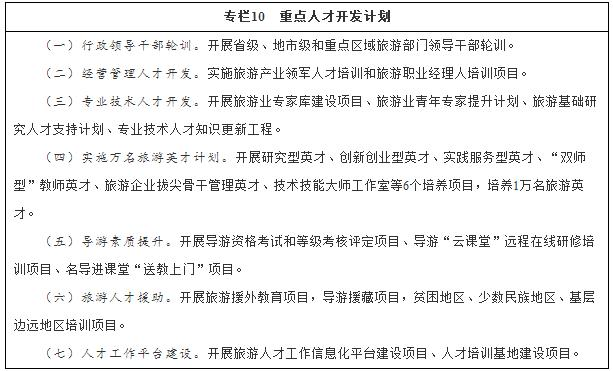 专栏10 重点人才开发计划
（一）行政领导干部轮训。开展省级、地市级和重点区域旅游部门领导干部轮训。
（二）经营管理人才开发。实施旅游产业领军人才培训和旅游职业经理人培训项目。
（三）专业技术人才开发。开展旅游业专家库建设项目、旅游业青年专家提升计划、旅游基础研
究人才支持计划、专业技术人才知识更新工程。
（四）实施万名旅游英才计划。开展研究型英才、创新创业型英才、实践服务型英才、“双师
型”教师英才、旅游企业拔尖骨干管理英才、技术技能大师工作室等6个培养项目，培养1万名旅游英
才。
（五）导游素质提升。开展导游资格考试和等级考核评定项目、导游“云课堂”远程在线研修培
训项目、名导进课堂“送教上门”项目。
（六）旅游人才援助。开展旅游援外教育项目，导游援藏项目，贫困地区、少数民族地区、基层
边远地区培训项目。
（七）人才工作平台建设。开展旅游人才工作信息化平台建设项目、人才培训基地建设项目。